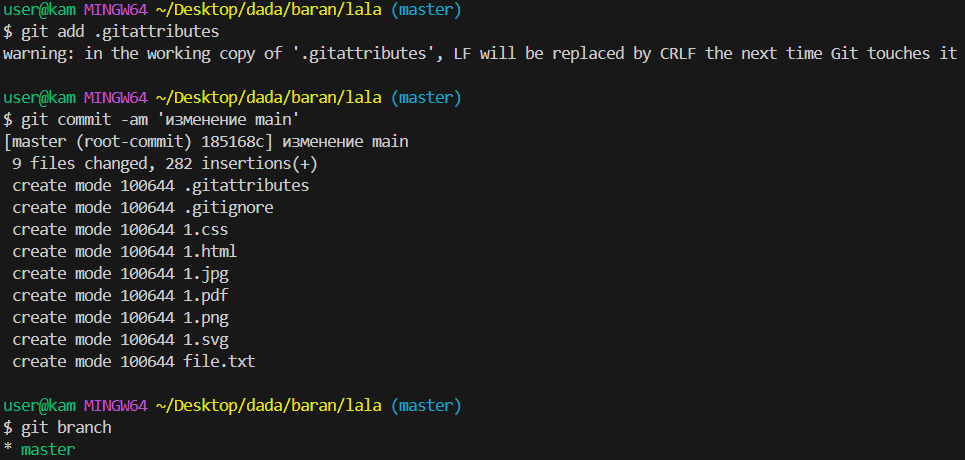 user@kam MINGW64 ~/Desktop/dada/baran/lala (master)
$ git add .gitattributes
warning: in the working copy of '.gitattributes', LF will be replaced by CRLF the next time Git touches it
user@kam MINGW64 ~/Desktop/dada/baran/lala (master)
$ git commit -am 'изменение main'
[master (root-commit) 185168c] изменение main
 9 files changed, 282 insertions(+)
 create mode 100644 .gitattributes
 create mode 100644 .gitignore
 create mode 100644 1.css
 create mode 100644 1.html
 create mode 100644 1.jpg
 create mode 100644 1.pdf
 create mode 100644 1.png
 create mode 100644 1.svg
 create mode 100644 file.txt
user@kam MINGW64 ~/Desktop/dada/baran/lala (master)
$ git branch
* master